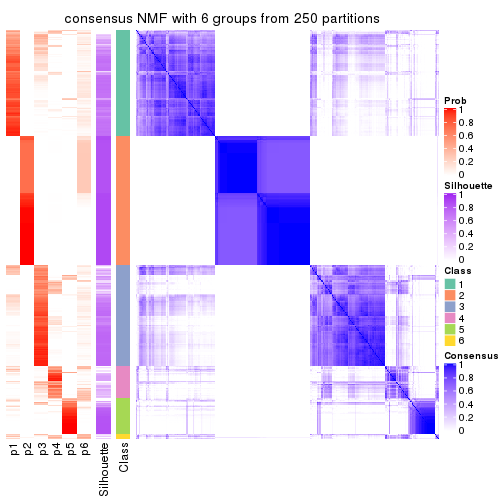 consensus NMF with 6 groups from 250 partitions
Prob
1
0.8
0.6
0.4
0.2
0
Silhouette
1
0.8
0.6
0.4
0.2
0
Class
1
2
3
4
5
6
Consensus
1
0.8
0.6
0.4
0.2
0
p1
p2
p3
p4
p5
p6
Silhouette
Class